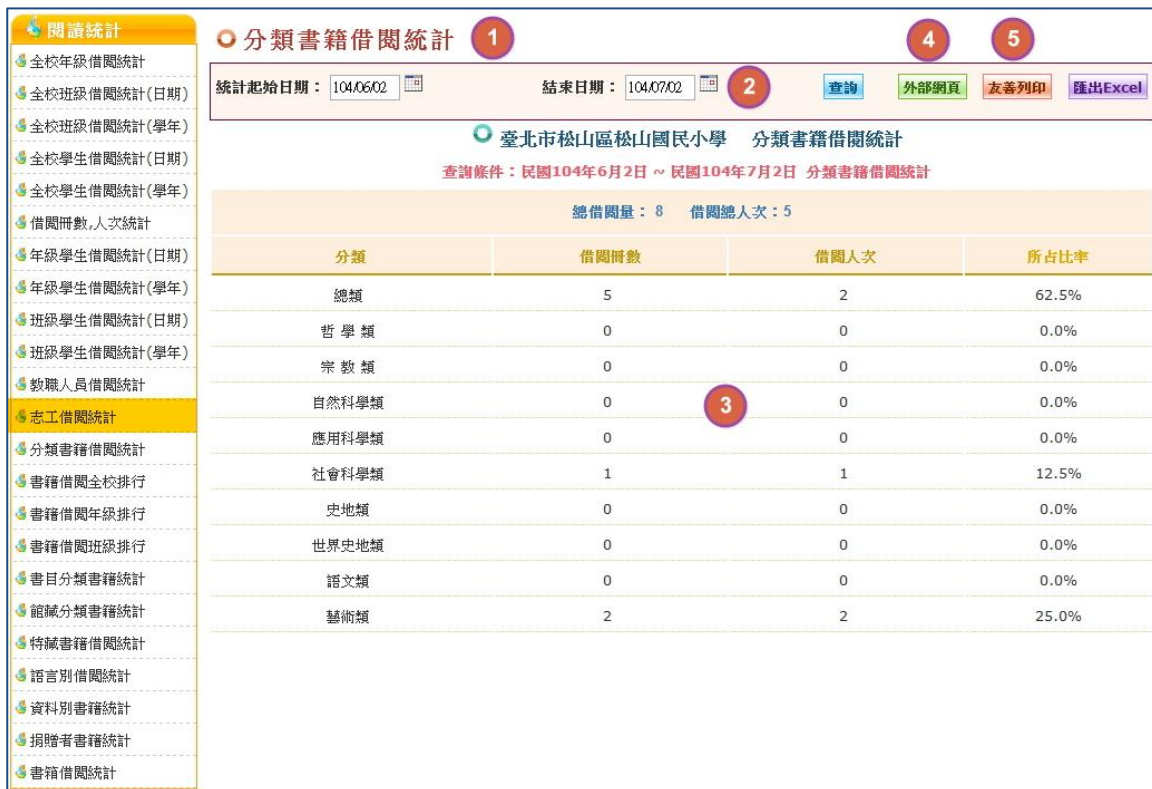 閱讀統計
全校年級借閱統計
全校班級借閱統計(日期)
全校班級借閱統計(學年)
全校學生借閱統計(日期)
全校學生借閱統計(學年)
借閱冊數,人次統計
年級學生借閱統計(日期)
年級學生借閱統計(學年)
班級學生借閱統計(日期)
班級學生借閱統計(學年)
教職人員借閱統計
志工借閱統計
分類書籍借閱統計
書籍借閱全校排行
書籍借閱年級排行
書籍借閱班級排行
書目分類書籍統計
館藏分類書籍統計
特藏書籍借閱統計
語言別借閱統計
資料別書籍統計
捐贈者書籍統計
書箱借閱統計
分類書籍借閱統計 1
4 5
統計起始日期： 104/06/02 結束日期： 104/07/02 2 查詢 外部網頁 友善列印 匯出Excel
臺北市松山區松山國民小學 分類書籍借閱統計
查詢條件：民國104年6月2日 ~ 民國104年7月2日 分類書籍借閱統計
總借閱量： 8 借閱總人次：5
分類 借閱冊數 借閱人次 所占比率
總類 5 2 62.5%
哲 學 類 0 0 0.0%
宗 教 類 0 0 0.0%
自然科學類 0 3 0 0.0%
應用科學類 0 0 0.0%
社會科學類 1 1 12.5%
史地類 0 0 0.0%
世界史地類 0 0 0.0%
語文類 0 0 0.0%
藝術類 2 2 25.0%